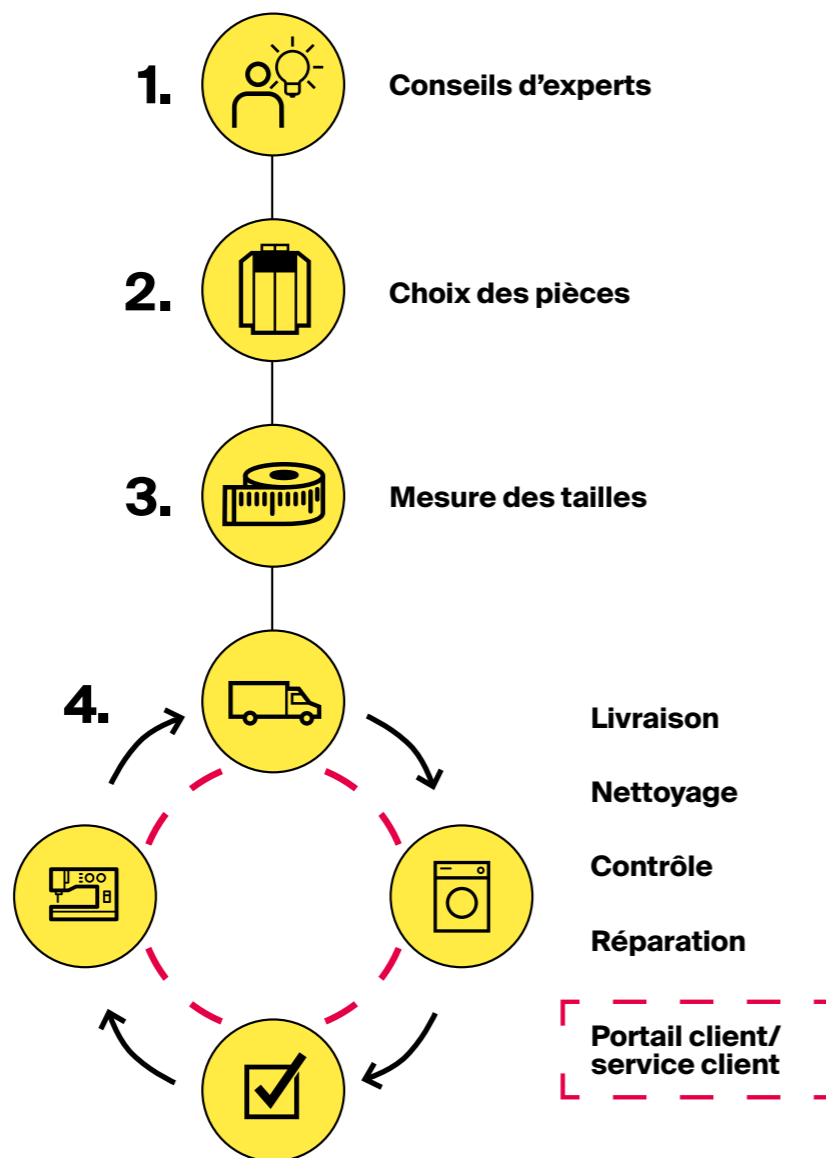 1.
Conseils d’experts
2.
Choix des pièces
3.
Mesure des tailles
4.
Livraison
Nettoyage
Contrôle
Réparation
Portail client/
service client